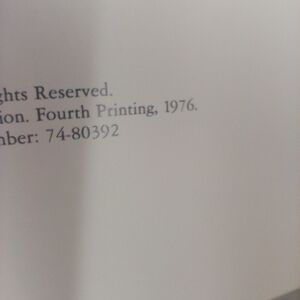 ghts Reserved.
ion. Fourth Printing, 1976.
nber: 74-80392